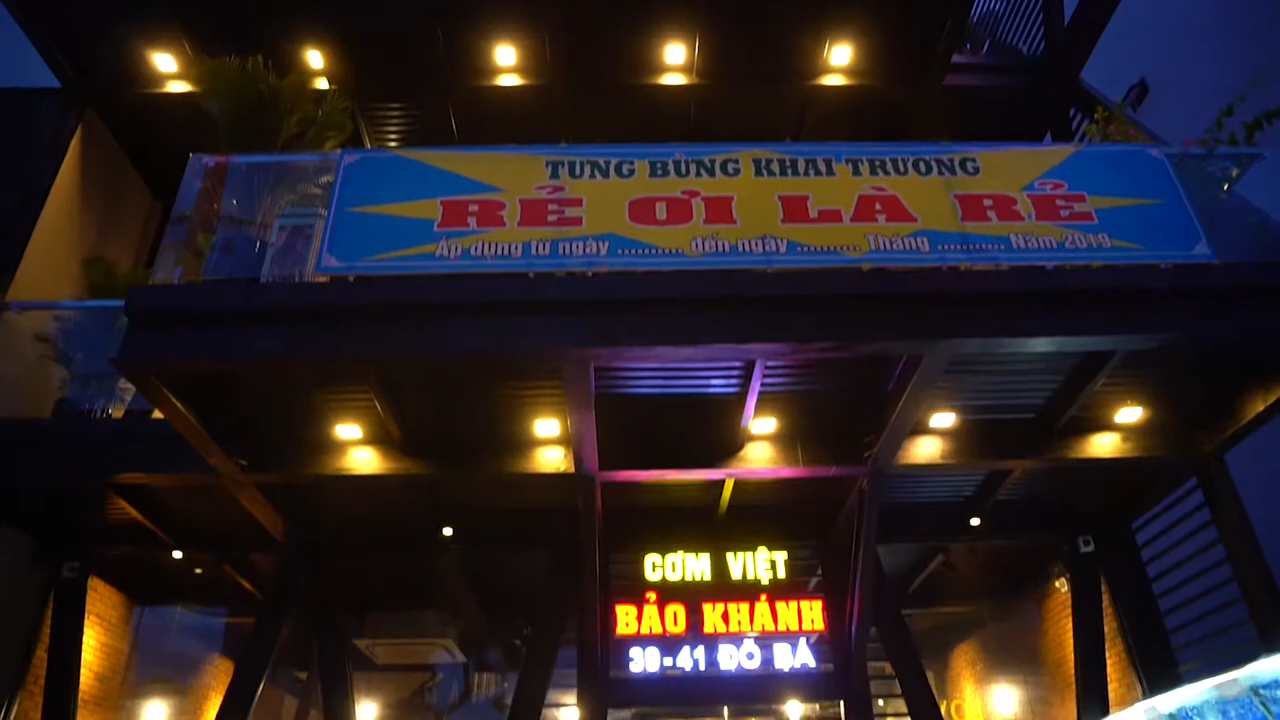 TƯNG BỪNG KHAI TRƯƠNG
RẺ ƠI LÀ RẺ
Áp dụng từ ngày .......... đến ngày ......... Tháng ........... Năm 2019
CƠM VIỆT
BẢO KHÁNH
39-41 ĐỖ BÁ